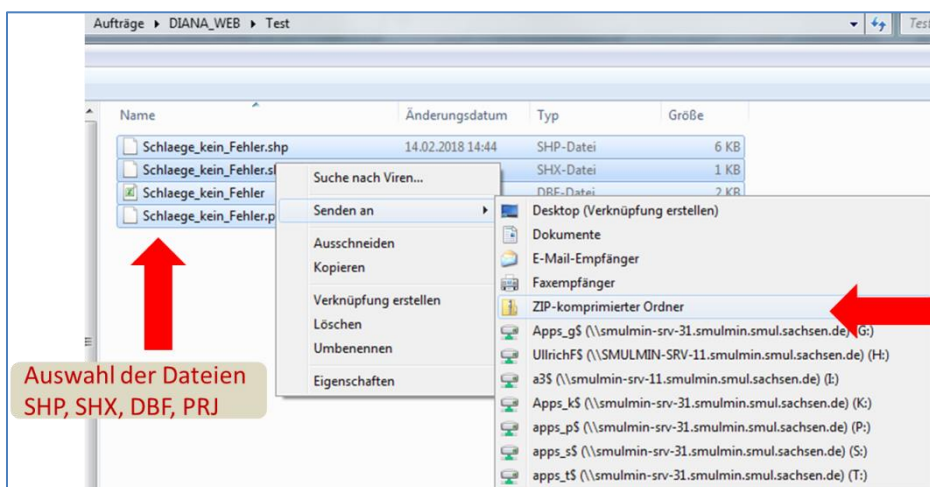 Aufträge ▸ DIANA_WEB ▸ Test
Test
Name Änderungsdatum Typ Größe
Schlaege_kein_Fehler.shp 14.02.2018 14:44 SHP-Datei 6 KB
Schlaege_kein_Fehler.sh SHX-Datei 1 KB
Schlaege_kein_Fehler DBF-Datei 2 KB
Schlaege_kein_Fehler.p
Suche nach Viren...
Senden an
Ausschneiden
Kopieren
Verknüpfung erstellen
Löschen
Umbenennen
Eigenschaften
Desktop (Verknüpfung erstellen)
Dokumente
E-Mail-Empfänger
Faxempfänger
ZIP-komprimierter Ordner
Apps_g$ (\\smulmin-srv-31.smulmin.smul.sachsen.de) (G:)
UllrichF$ (\\SMULMIN-SRV-11.smulmin.smul.sachsen.de) (H:)
a3$ (\\smulmin-srv-11.smulmin.smul.sachsen.de) (I:)
Apps_k$ (\\smulmin-srv-31.smulmin.smul.sachsen.de) (K:)
apps_p$ (\\smulmin-srv-31.smulmin.smul.sachsen.de) (P:)
apps_s$ (\\smulmin-srv-31.smulmin.smul.sachsen.de) (S:)
apps_t$ (\\smulmin-srv-31.smulmin.smul.sachsen.de) (T:)
Auswahl der Dateien
SHP, SHX, DBF, PRJ